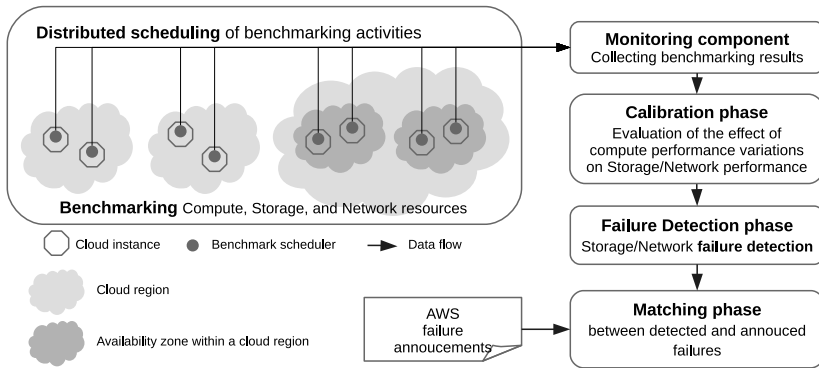 Distributed scheduling of benchmarking activities
Benchmarking Compute, Storage, and Network resources
Cloud instance
Benchmark scheduler
Data flow
Cloud region
Availability zone within a cloud region
Monitoring component
Collecting benchmarking results
Calibration phase
Evaluation of the effect of
compute performance variations
on Storage/Network performance
Failure Detection phase
Storage/Network failure detection
AWS
failure
annoucements
Matching phase
between detected and annouced
failures